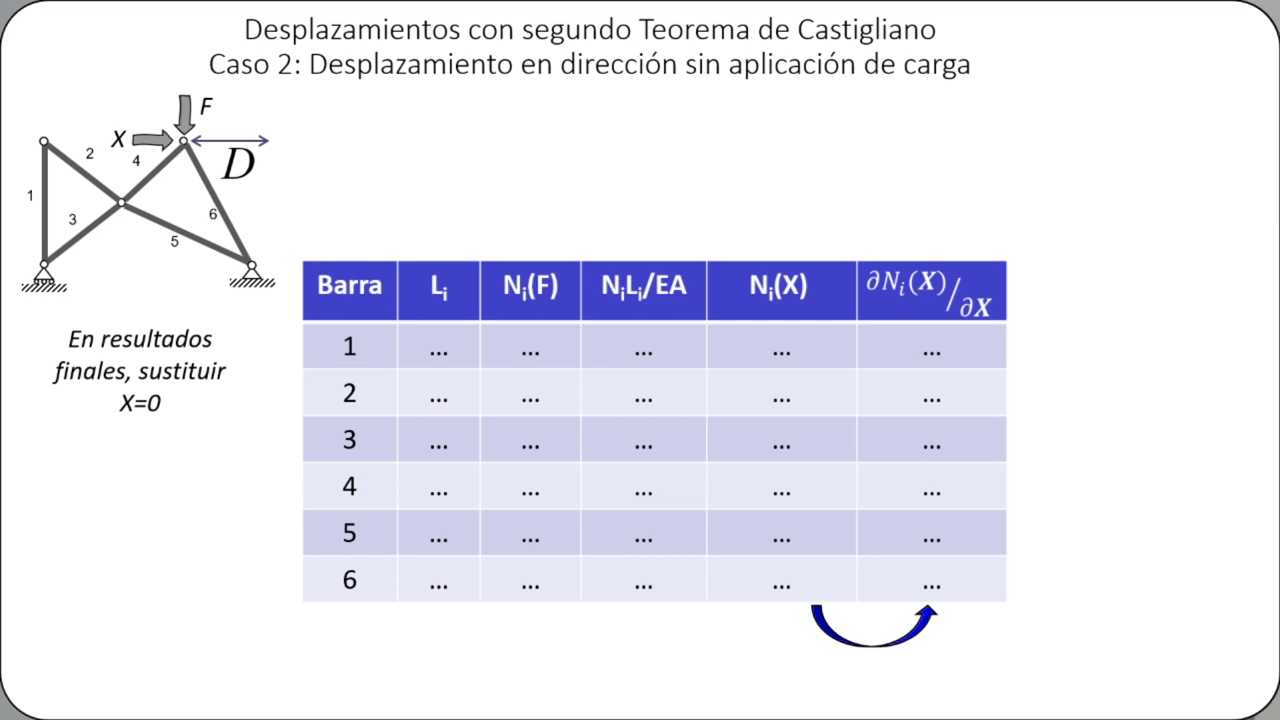 Desplazamientos con segundo Teorema de Castigliano
Caso 2: Desplazamiento en dirección sin aplicación de carga
F
X
D
2
4
1
3
6
5
En resultados
finales, sustituir
X=0
Barra Lᵢ Nᵢ(F) NᵢLᵢ/EA Nᵢ(X) ∂Nᵢ(X)/∂X
1 ... ... ... ... ...
2 ... ... ... ... ...
3 ... ... ... ... ...
4 ... ... ... ... ...
5 ... ... ... ... ...
6 ... ... ... ... ...